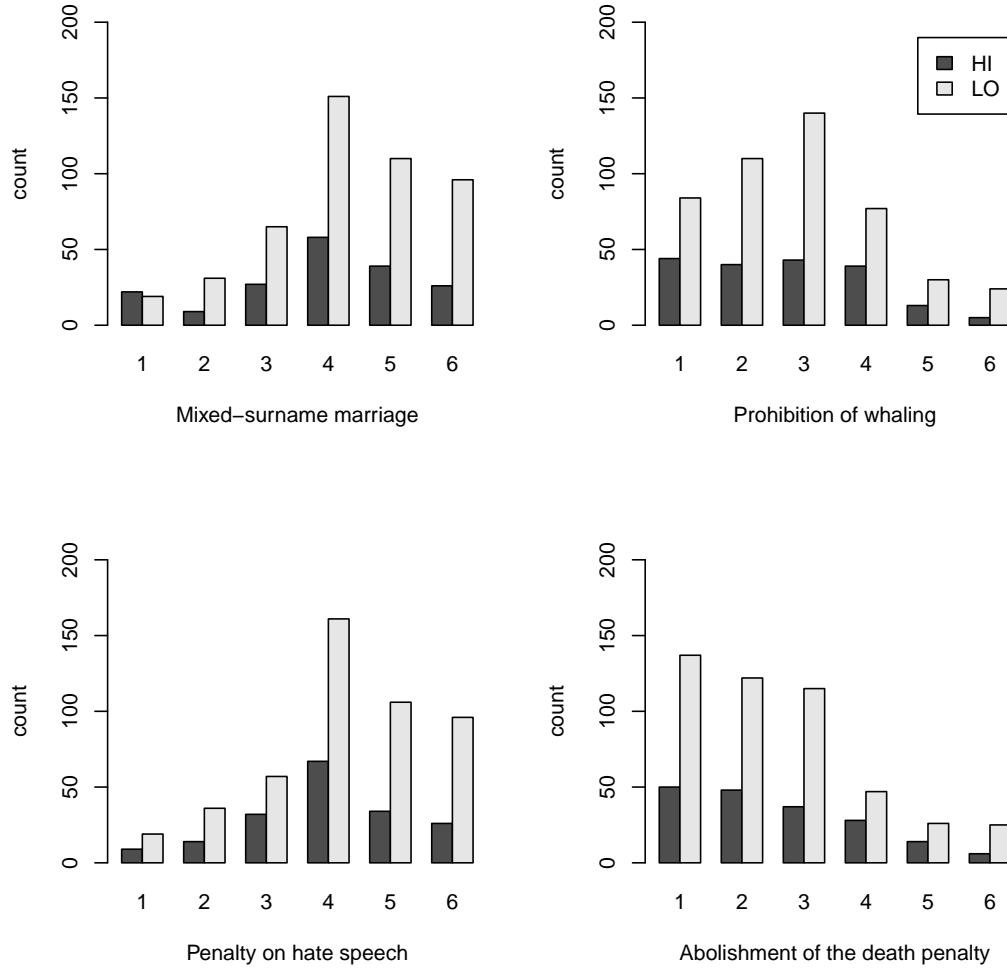 200
150
100
50
0
count
1 2 3 4 5 6
Mixed−surname marriage
200
150
100
50
0
count
HI
LO
1 2 3 4 5 6
Prohibition of whaling
200
150
100
50
0
count
1 2 3 4 5 6
Penalty on hate speech
200
150
100
50
0
count
1 2 3 4 5 6
Abolishment of the death penalty